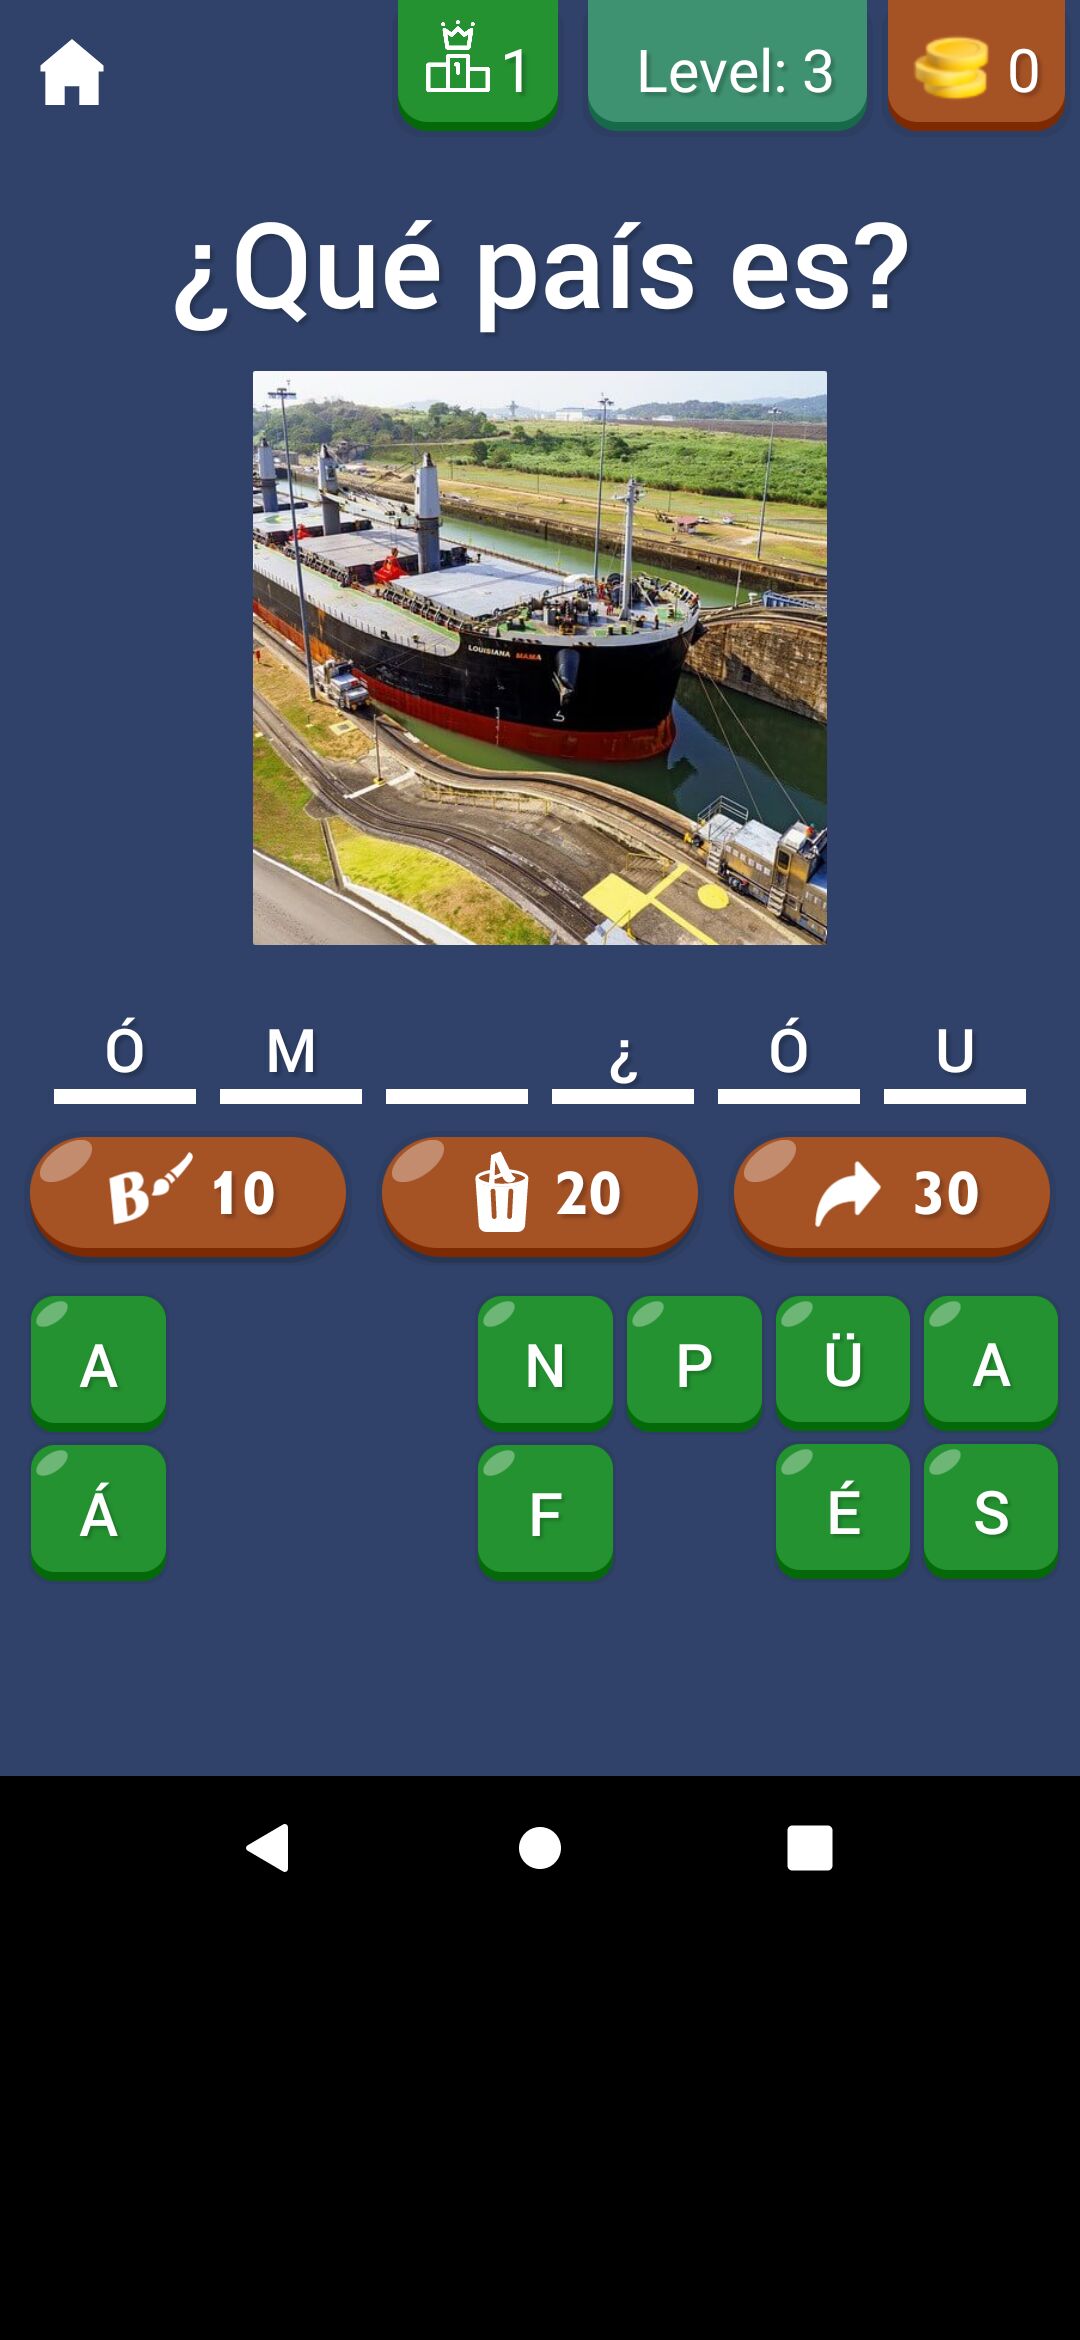 1 Level: 3 0
¿Qué país es?
LOUISIANA MAMA
Ó M ¿ Ó U
B 10 20 30
A N P Ü A
Á F É S